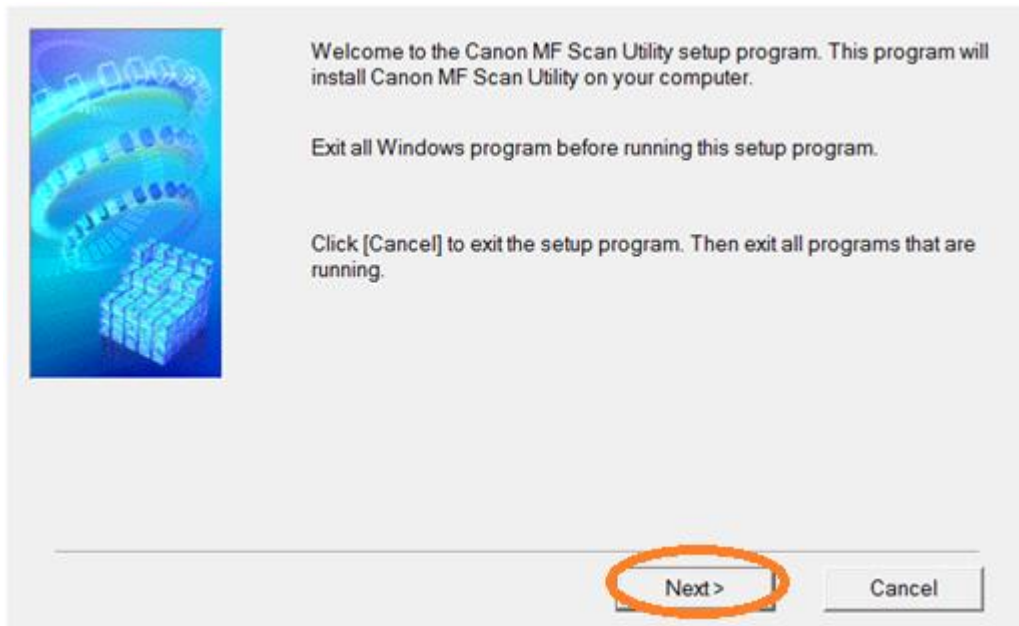 Welcome to the Canon MF Scan Utility setup program. This program will
install Canon MF Scan Utility on your computer.
Exit all Windows program before running this setup program.
Click [Cancel] to exit the setup program. Then exit all programs that are
running.
Next >
Cancel